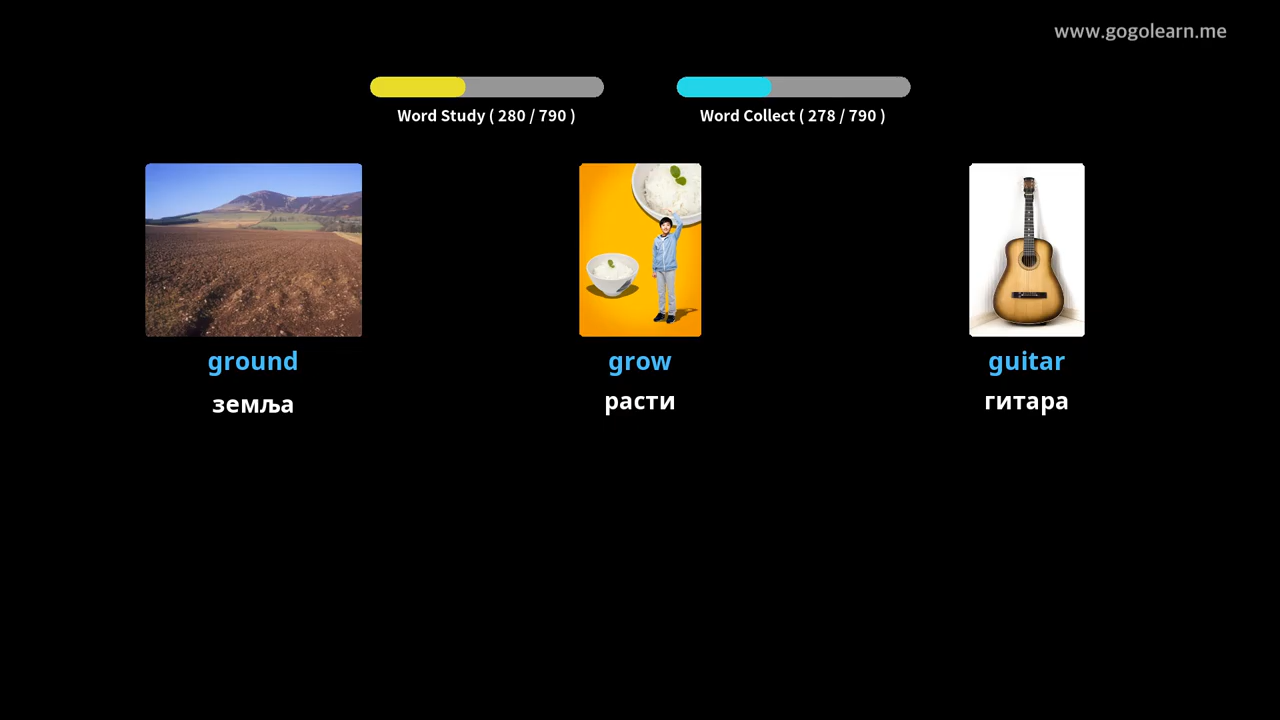 www.gogolearn.me
Word Study ( 280 / 790 )
Word Collect ( 278 / 790 )
ground
grow
guitar
земља
расти
гитара